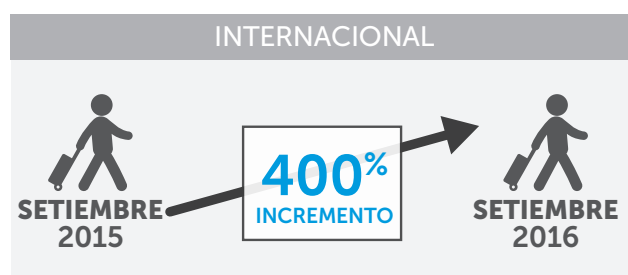 INTERNACIONAL
400%
INCREMENTO
SETIEMBRE
2015
SETIEMBRE
2016